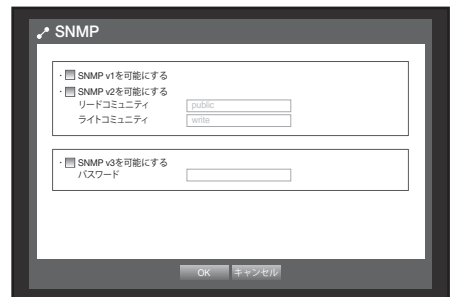 SNMP
· SNMP v1を可能にする
· SNMP v2を可能にする
リードコミュニティ public
ライトコミュニティ write
· SNMP v3を可能にする
パスワード
OK キャンセル